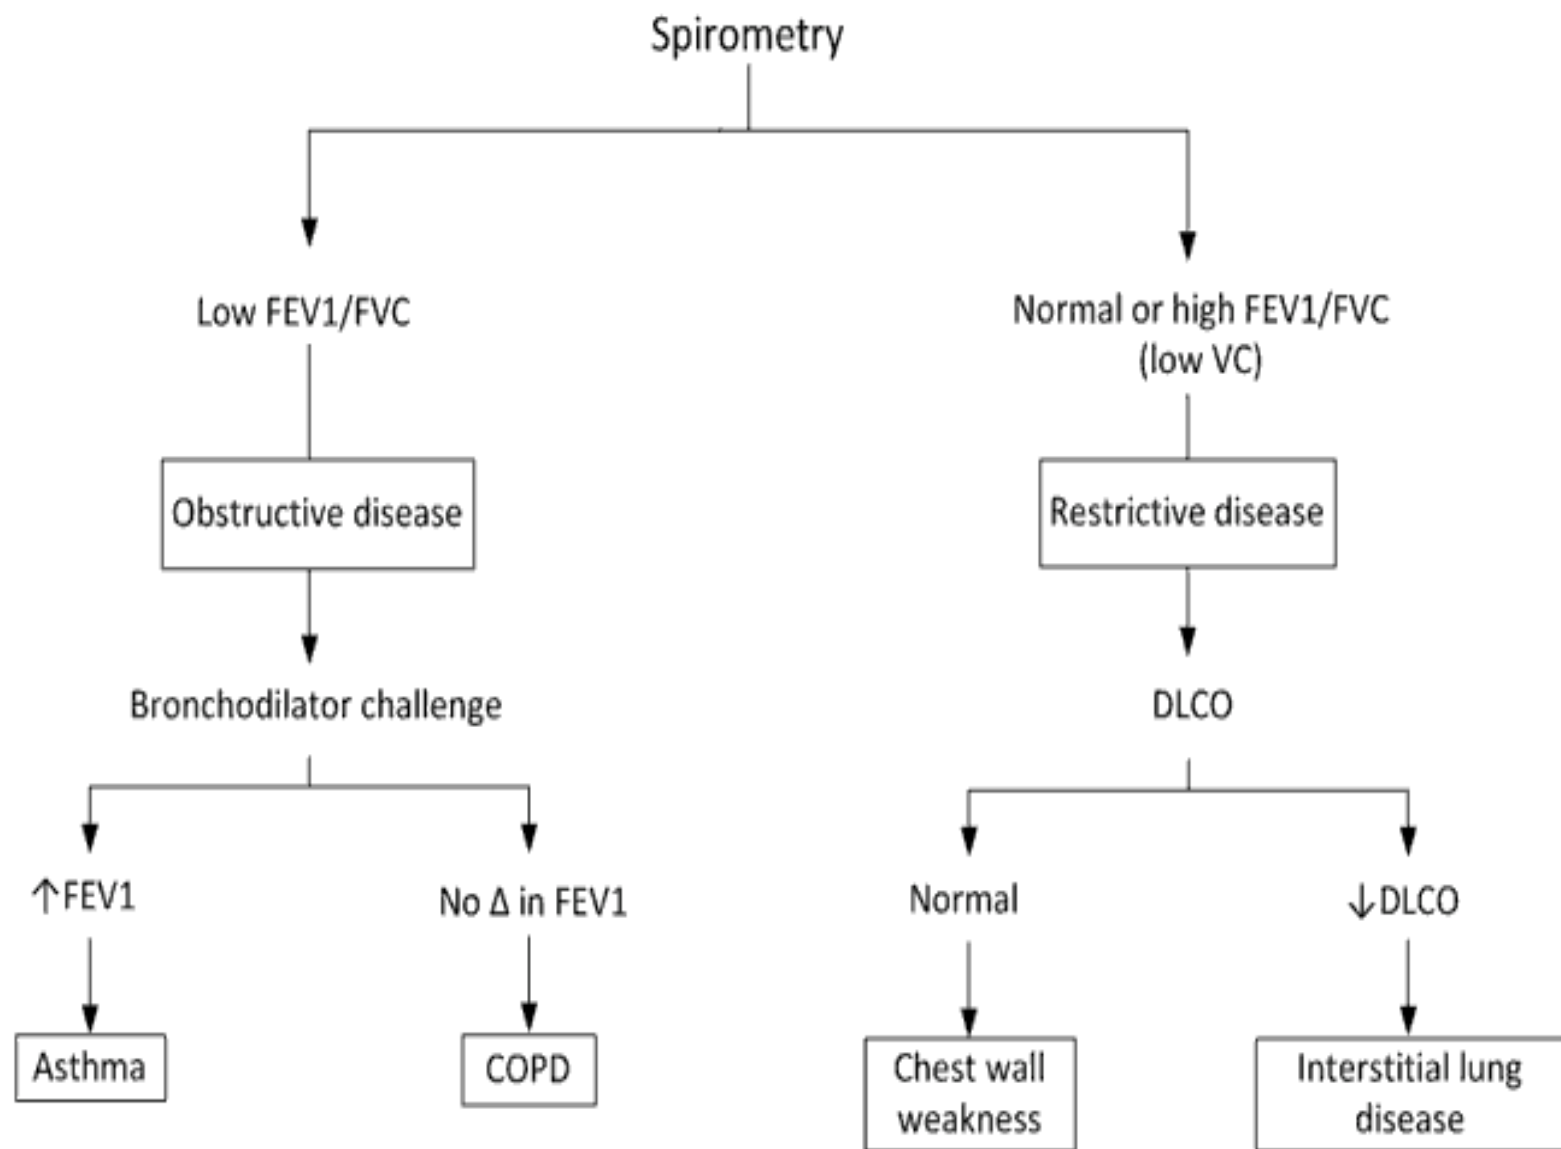 Spirometry
Low FEV1/FVC
Normal or high FEV1/FVC
(low VC)
Obstructive disease
Restrictive disease
Bronchodilator challenge
DLCO
↑FEV1
No Δ in FEV1
Normal
↓DLCO
Asthma
COPD
Chest wall
weakness
Interstitial lung
disease